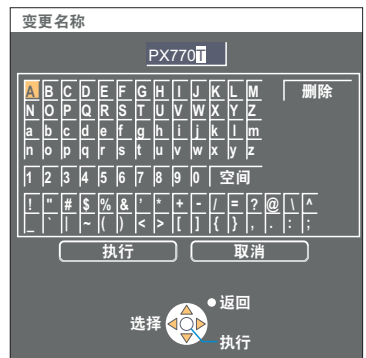 变更名称
PX770T
A B C D E F G H I J K L M 删除
N O P Q R S T U V W X Y Z
a b c d e f g h i j k l m
n o p q r s t u v w x y z
1 2 3 4 5 6 7 8 9 0 空间
! " # $ % & ' * + - / = ? @ \ ^
_ ` | ~ ( ) < > [ ] { } , . : ;
执行 取消
返回
选择
执行